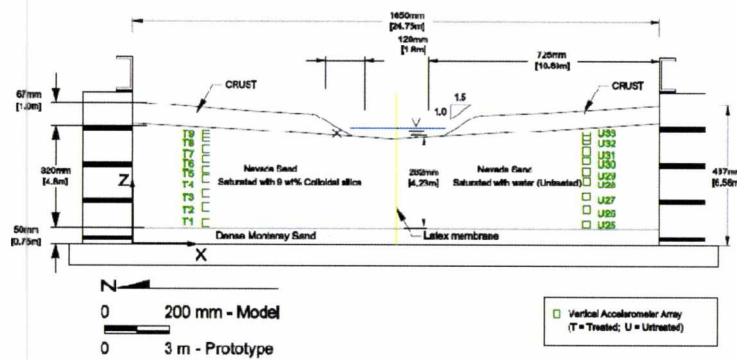 1650mm
[24.75m]
120mm
[1.8m]
725mm
67mm
[1.0m]
CRUST
1.5
1.0
CRUST
V
X
T9
T8
T7
T6
T5
T4
T3
T2
T1
320mm
[4.8m]
Z
Nevada Sand
Saturated with 9 wt% Colloidal silica
282mm
[4.23m]
Nevada Sand
Saturated with water (Untreated)
U33
U32
U31
U30
U29
U28
U27
U26
U25
437mm
[6.56m]
50mm
[0.75m]
Dense Monterey Sand
Latex membrane
X
N
0 200 mm - Model
0 3 m - Prototype
Vertical Accelerometer Array
(T = Treated; U = Untreated)